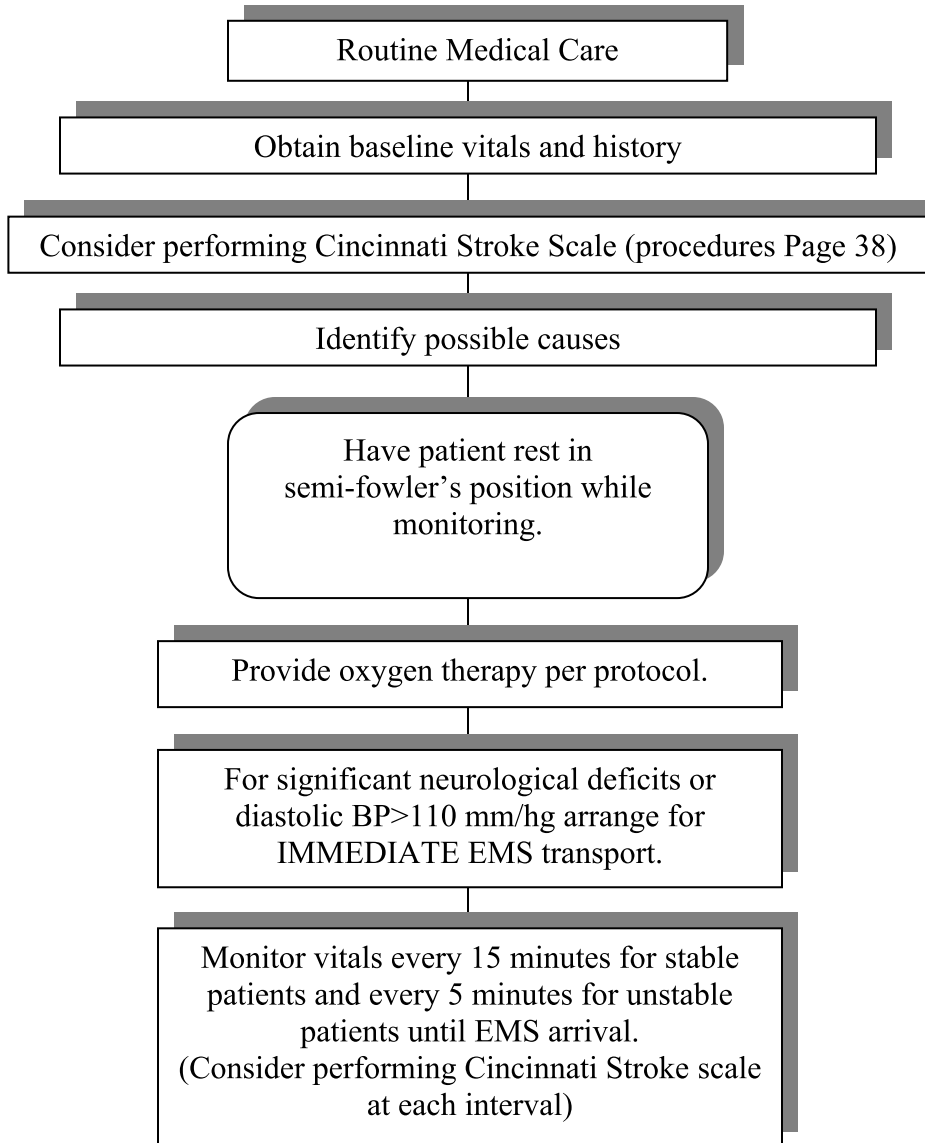 Routine Medical Care
Obtain baseline vitals and history
Consider performing Cincinnati Stroke Scale (procedures Page 38)
Identify possible causes
Have patient rest in
semi-fowler’s position while
monitoring.
Provide oxygen therapy per protocol.
For significant neurological deficits or
diastolic BP>110 mm/hg arrange for
IMMEDIATE EMS transport.
Monitor vitals every 15 minutes for stable
patients and every 5 minutes for unstable
patients until EMS arrival.
(Consider performing Cincinnati Stroke scale
at each interval)